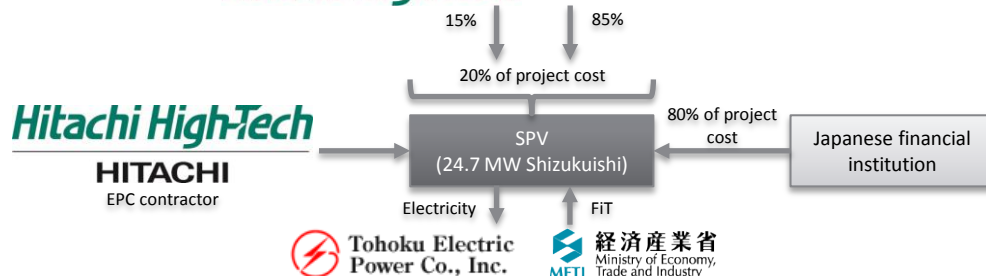 15%
85%
20% of project cost
Hitachi High-Tech
HITACHI
EPC contractor
SPV
(24.7 MW Shizukuishi)
80% of project
cost
Japanese financial
institution
Electricity
FiT
Tohoku Electric
Power Co., Inc.
METI
経済産業省
Ministry of Economy,
Trade and Industry